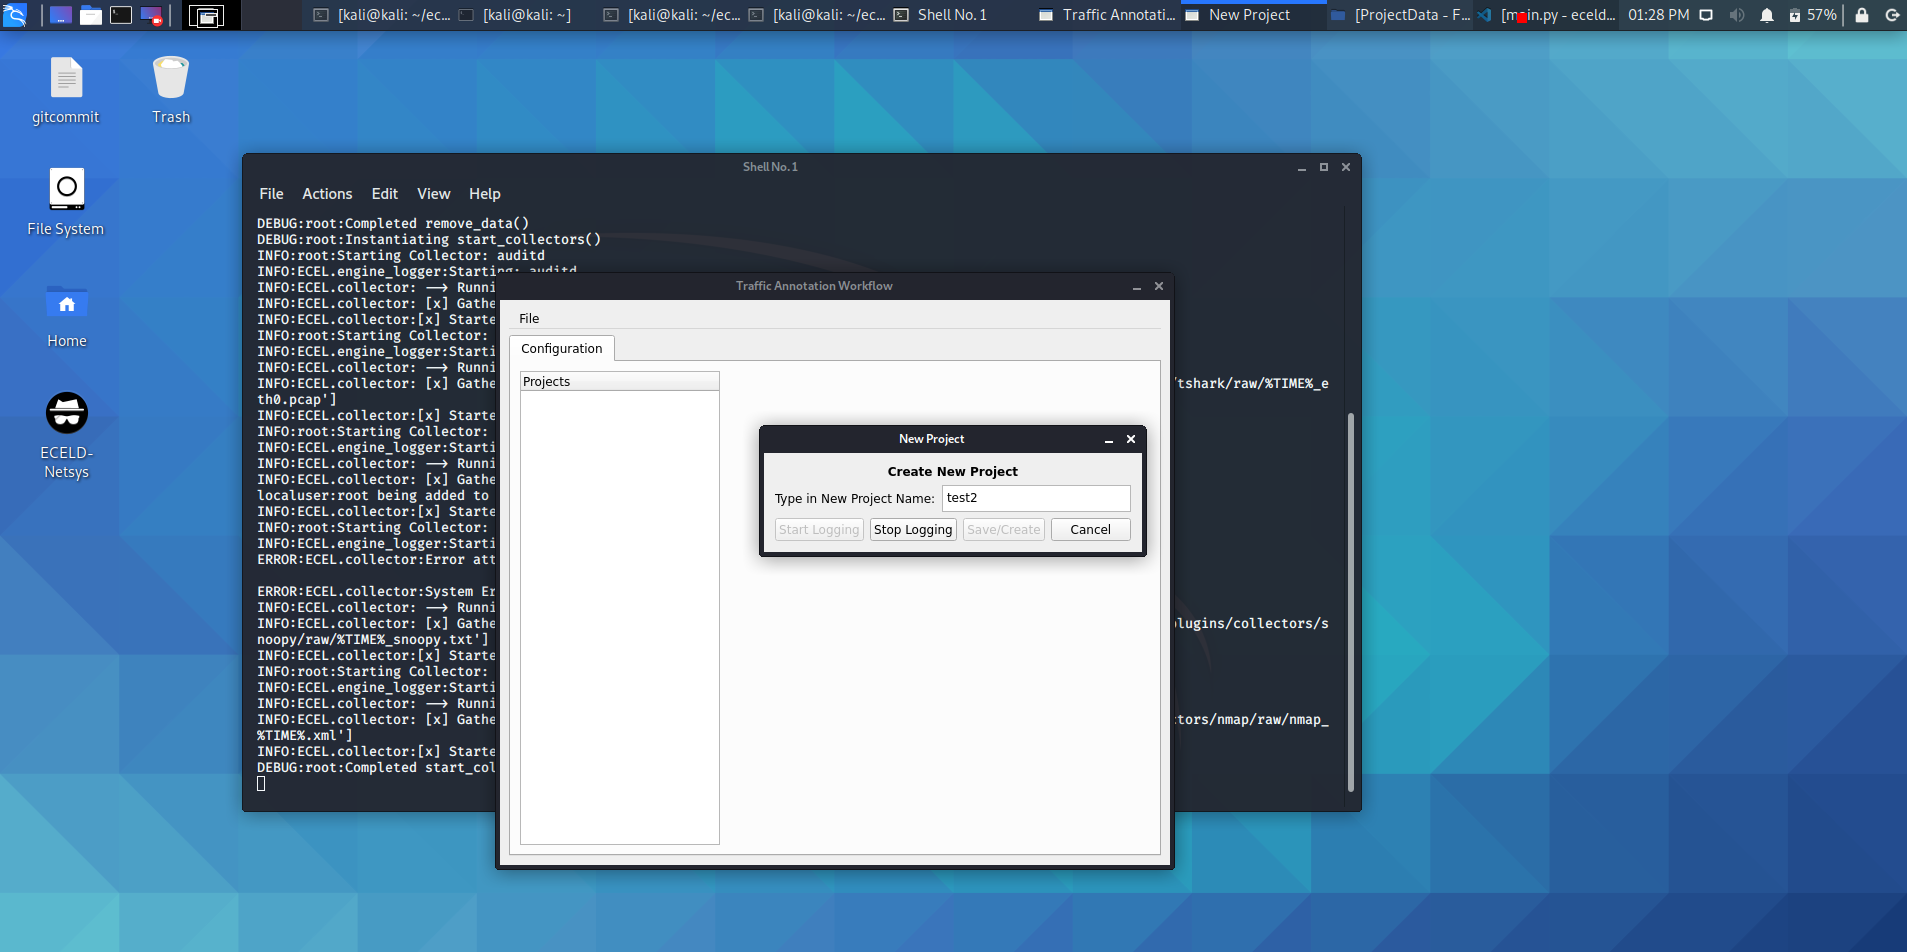 [kali@kali: ~/ec...
[kali@kali: ~]
[kali@kali: ~/ec...
[kali@kali: ~/ec...
Shell No. 1
Traffic Annotati...
New Project
[ProjectData - F...
in.py - eceld...
01:28 PM
57%
gitcommit
Trash
File System
Home
ECELD-
Netsys
Shell No. 1
File Actions Edit View Help
DEBUG:root:Completed remove_data()
DEBUG:root:Instantiating start_collectors()
INFO:root:Starting Collector: auditd
INFO:ECEL.engine_logger:Starting: auditd
INFO:ECEL.collector: —> Runni
INFO:ECEL.collector: [x] Gathe
INFO:ECEL.collector:[x] Starte
INFO:root:Starting Collector:
INFO:ECEL.engine_logger:Starti
INFO:ECEL.collector: —> Runni
INFO:ECEL.collector: [x] Gathe /tshark/raw/%TIME%_e
th0.pcap']
INFO:ECEL.collector:[x] Starte
INFO:root:Starting Collector:
INFO:ECEL.engine_logger:Starti
INFO:ECEL.collector: —> Runni
INFO:ECEL.collector: [x] Gathe
localuser:root being added to
INFO:ECEL.collector:[x] Starte
INFO:root:Starting Collector:
INFO:ECEL.engine_logger:Starti
ERROR:ECEL.collector:Error att
ERROR:ECEL.collector:System Er
INFO:ECEL.collector: —> Runni
INFO:ECEL.collector: [x] Gathe plugins/collectors/s
noopy/raw/%TIME%_snoopy.txt']
INFO:ECEL.collector:[x] Starte
INFO:root:Starting Collector:
INFO:ECEL.engine_logger:Starti
INFO:ECEL.collector: —> Runni
INFO:ECEL.collector: [x] Gathe tors/nmap/raw/nmap_
%TIME%.xml']
INFO:ECEL.collector:[x] Starte
DEBUG:root:Completed start_col
Traffic Annotation Workflow
File
Configuration
Projects
New Project
Create New Project
Type in New Project Name: test2
Start Logging Stop Logging Save/Create Cancel